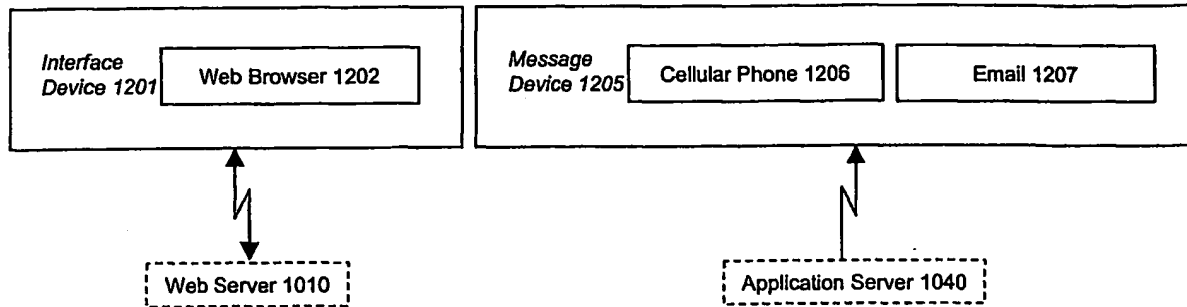 Interface
Device 1201
Web Browser 1202
Message
Device 1205
Cellular Phone 1206
Email 1207
Web Server 1010
Application Server 1040